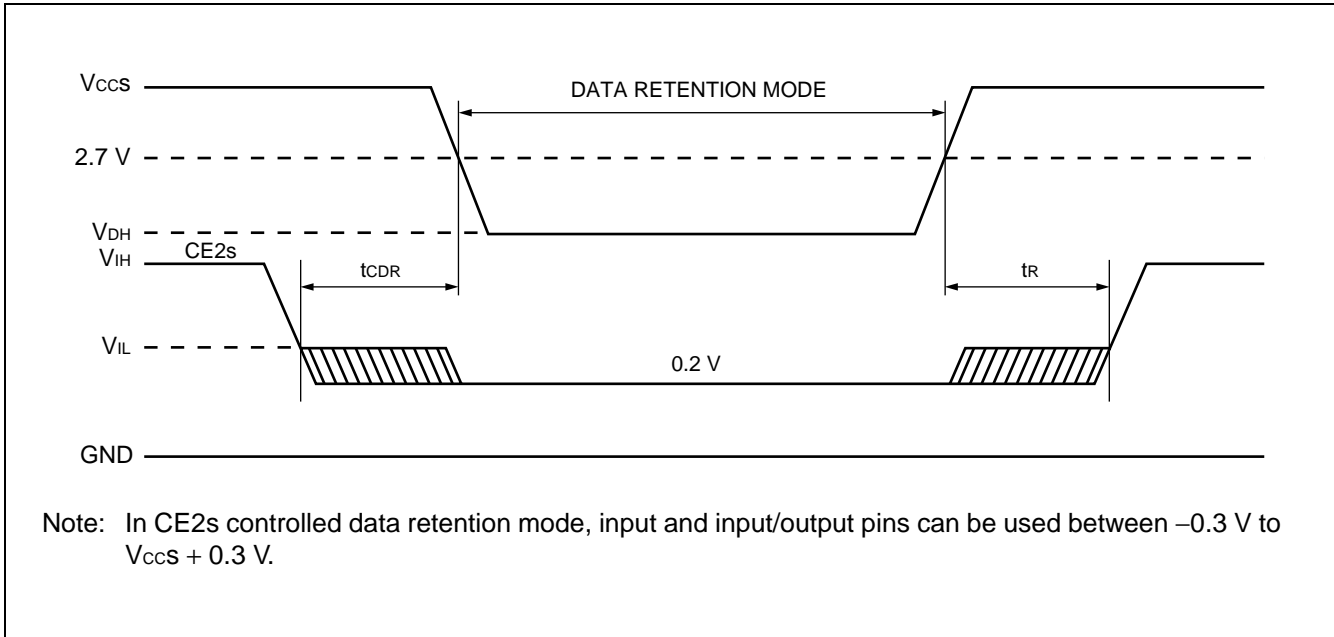 Vccs
DATA RETENTION MODE
2.7 V
VDH
VIH
CE2s
tCDR
tR
VIL
0.2 V
GND
Note: In CE2s controlled data retention mode, input and input/output pins can be used between −0.3 V to
Vccs + 0.3 V.